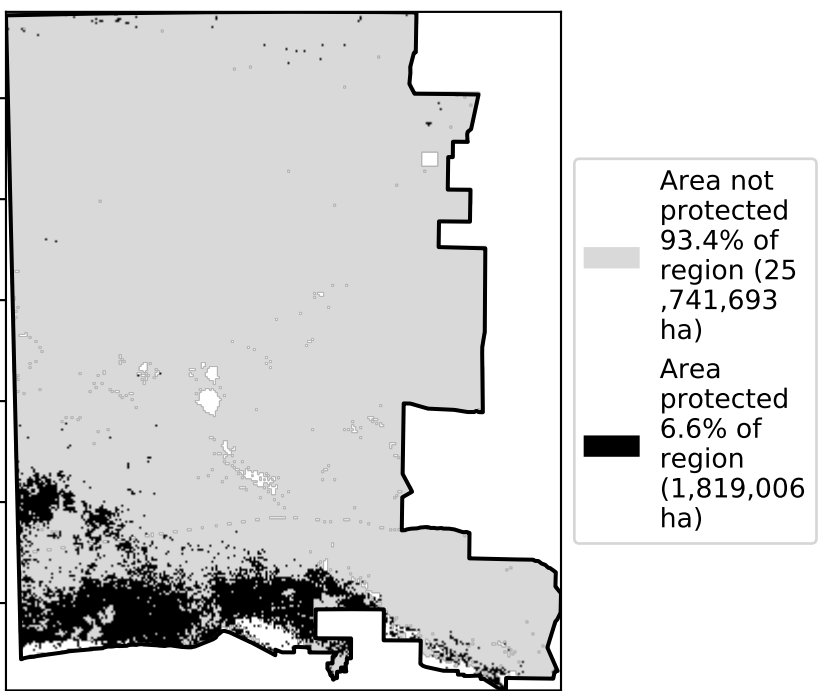 Area not
protected
93.4% of
region (25
,741,693
ha)
Area
protected
6.6% of
region
(1,819,006
ha)